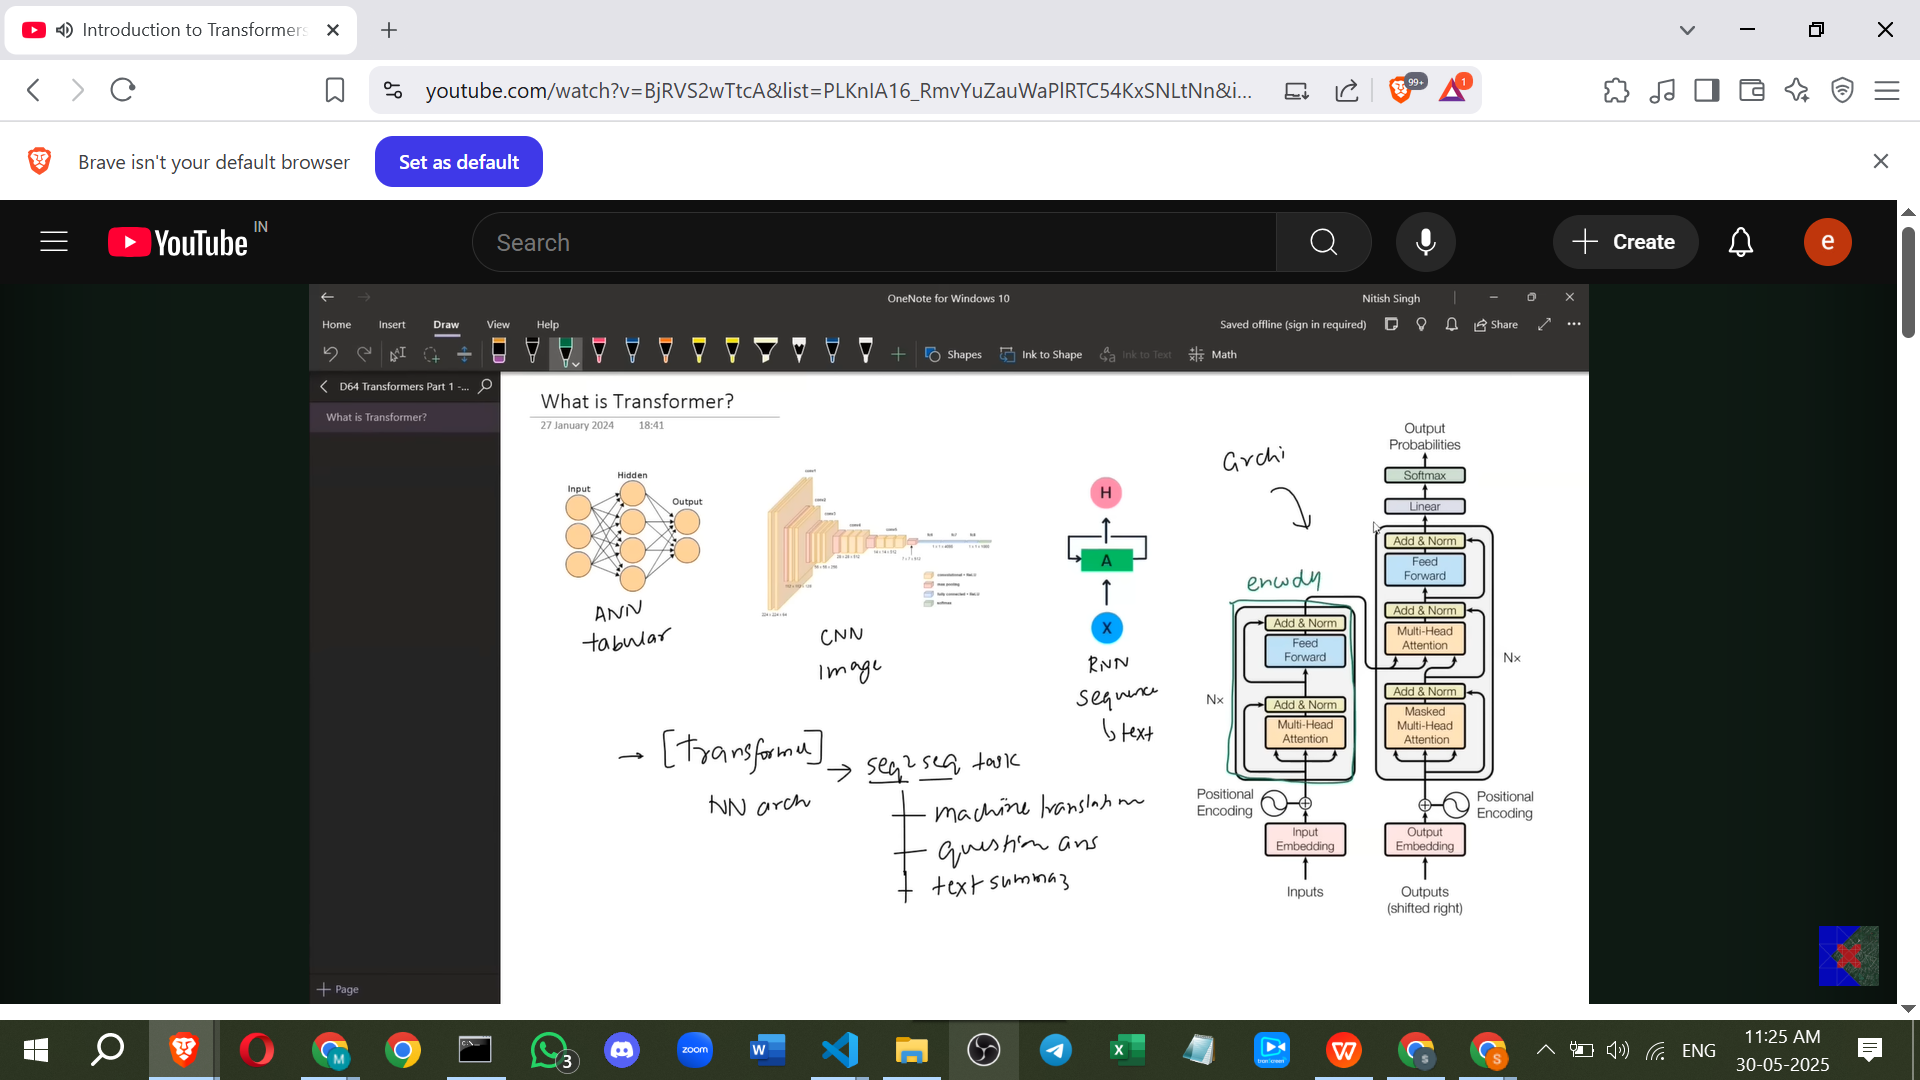 Introduction to Transformers
youtube.com/watch?v=BjRVS2wTtcA&list=PLKnIA16_RmvYuZauWaPlRTC54KxSNLtNn&i...
99+
1
Brave isn't your default browser
Set as default
YouTube
IN
Search
Create
e
OneNote for Windows 10
Nitish Singh
Home
Insert
Draw
View
Help
Saved offline (sign in required)
Share
Shapes
Ink to Shape
Ink to Text
Math
D64 Transformers Part 1 -...
What is Transformer?
Page
What is Transformer?
27 January 2024
18:41
Input
Hidden
Output
ANN
tabular
CNN
Image
H
A
X
RNN
sequence
text
archi
[Transformer]
NN arch
seq2seq task
machine translation
question ans
text summaz
Output
Probabilities
Softmax
Linear
Add & Norm
Feed
Forward
Add & Norm
Multi-Head
Attention
Nx
Add & Norm
Masked
Multi-Head
Attention
Positional
Encoding
Output
Embedding
Outputs
(shifted right)
Add & Norm
Feed
Forward
Nx
Add & Norm
Multi-Head
Attention
Positional
Encoding
Input
Embedding
Inputs
M
3
zoom
S
S
ENG
11:25 AM
30-05-2025